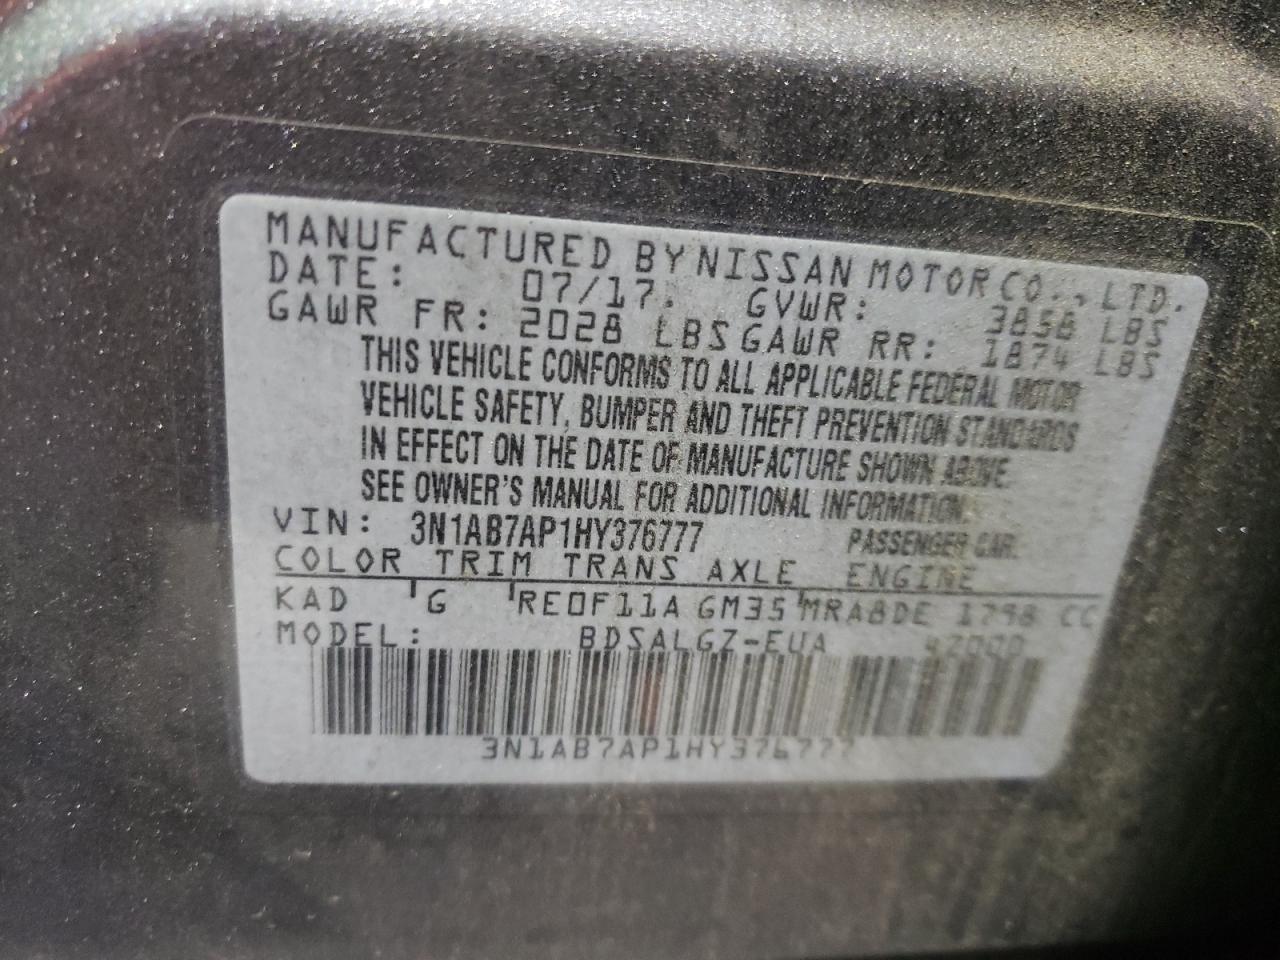 MANUFACTURED BY NISSAN MOTOR CO., LTD.
DATE: 07/17. GVWR: 3858 LBS
GAWR FR: 2028 LBS GAWR RR: 1874 LBS
THIS VEHICLE CONFORMS TO ALL APPLICABLE FEDERAL MOTOR
VEHICLE SAFETY, BUMPER AND THEFT PREVENTION STANDARDS
IN EFFECT ON THE DATE OF MANUFACTURE SHOWN ABOVE.
SEE OWNER'S MANUAL FOR ADDITIONAL INFORMATION.
VIN: 3N1AB7AP1HY376777 PASSENGER CAR.
COLOR TRIM TRANS AXLE ENGINE
KAD G RE0F11A GM35 MRA8DE 1798 CC
MODEL: BDSALGZ-EUA
3N1AB7AP1HY376777